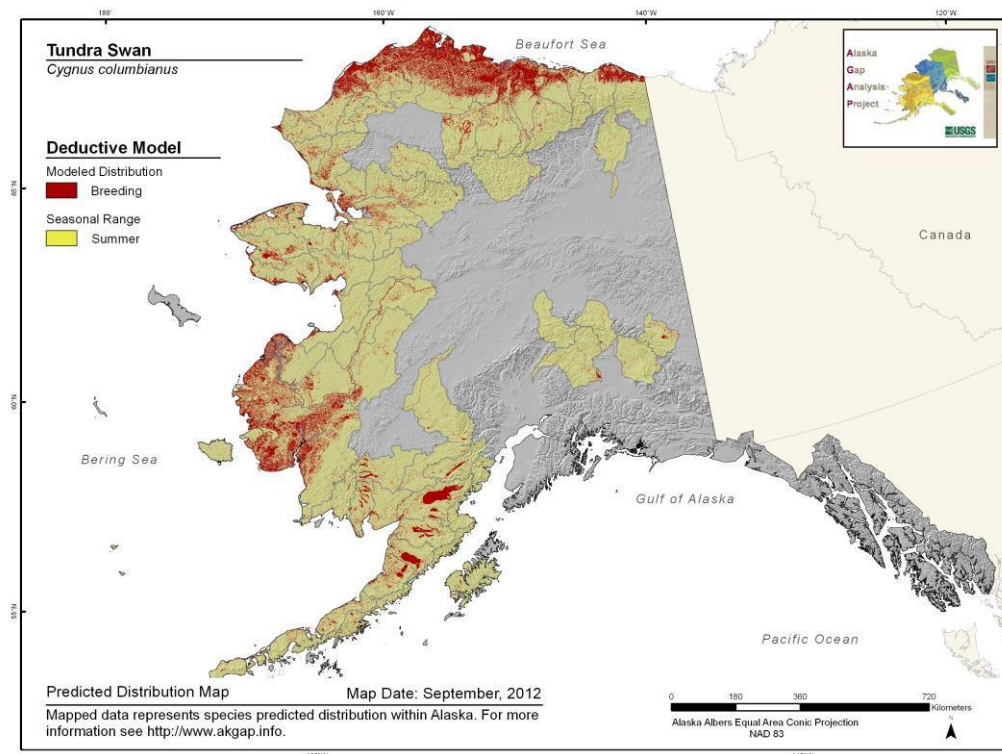 180°
160°W
140°W
120°W
Tundra Swan
Cygnus columbianus
Beaufort Sea
Alaska
Gap
Analysis
Project
USGS
Deductive Model
Modeled Distribution
Breeding
Seasonal Range
Summer
65°N
Canada
60°N
Bering Sea
Gulf of Alaska
55°N
Pacific Ocean
Predicted Distribution Map
Map Date: September, 2012
Mapped data represents species predicted distribution within Alaska. For more
information see http://www.akgap.info.
0 180 360 720
Kilometers
Alaska Albers Equal Area Conic Projection
NAD 83
N